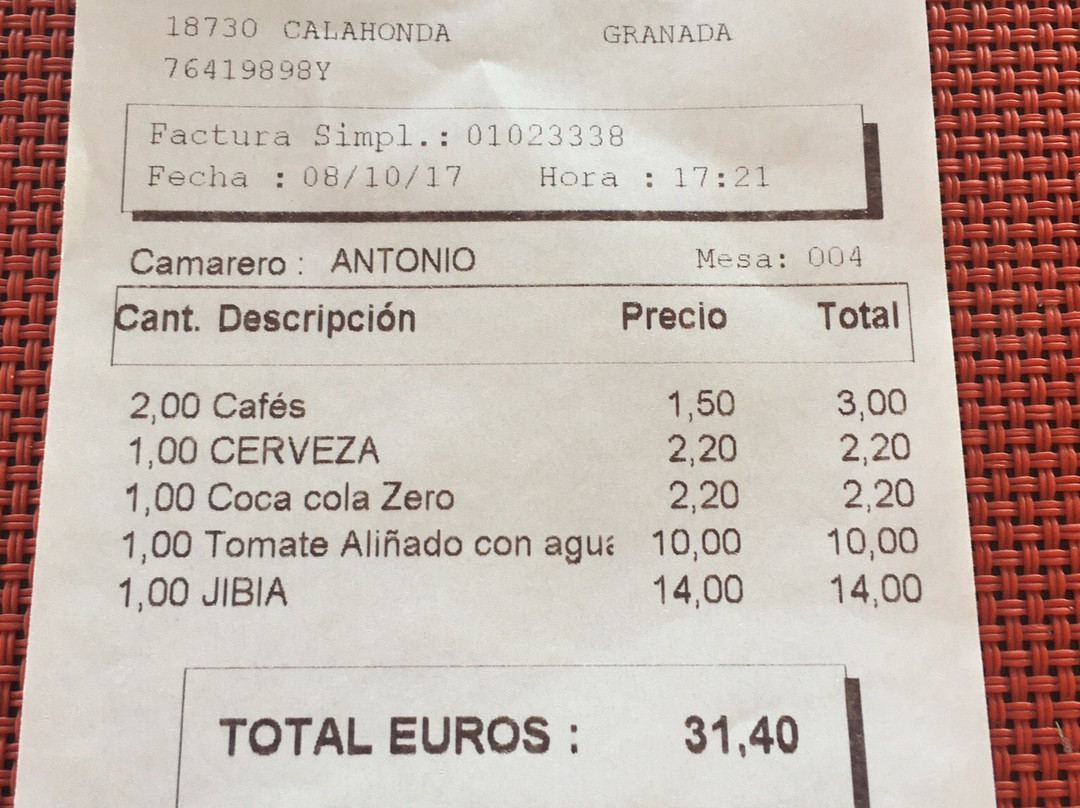 18730 CALAHONDA GRANADA
76419898Y
Factura Simpl.: 01023338
Fecha : 08/10/17 Hora : 17:21
Camarero : ANTONIO Mesa: 004
Cant. Descripción Precio Total
2,00 Cafés 1,50 3,00
1,00 CERVEZA 2,20 2,20
1,00 Coca cola Zero 2,20 2,20
1,00 Tomate Aliñado con agua 10,00 10,00
1,00 JIBIA 14,00 14,00
TOTAL EUROS : 31,40